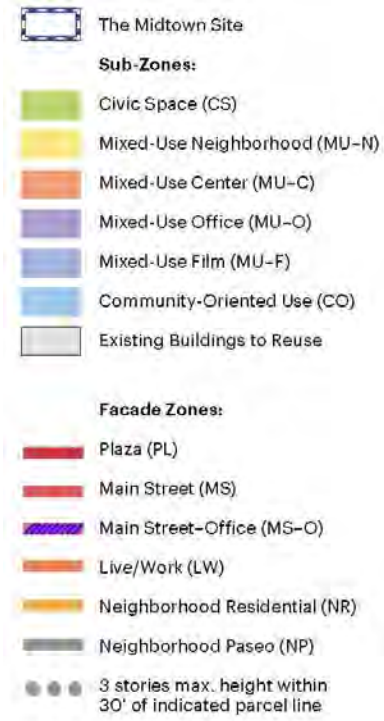 The Midtown Site
Sub-Zones:
Civic Space (CS)
Mixed-Use Neighborhood (MU-N)
Mixed-Use Center (MU-C)
Mixed-Use Office (MU-O)
Mixed-Use Film (MU-F)
Community-Oriented Use (CO)
Existing Buildings to Reuse
Facade Zones:
Plaza (PL)
Main Street (MS)
Main Street-Office (MS-O)
Live/Work (LW)
Neighborhood Residential (NR)
Neighborhood Paseo (NP)
3 stories max. height within
30' of indicated parcel line